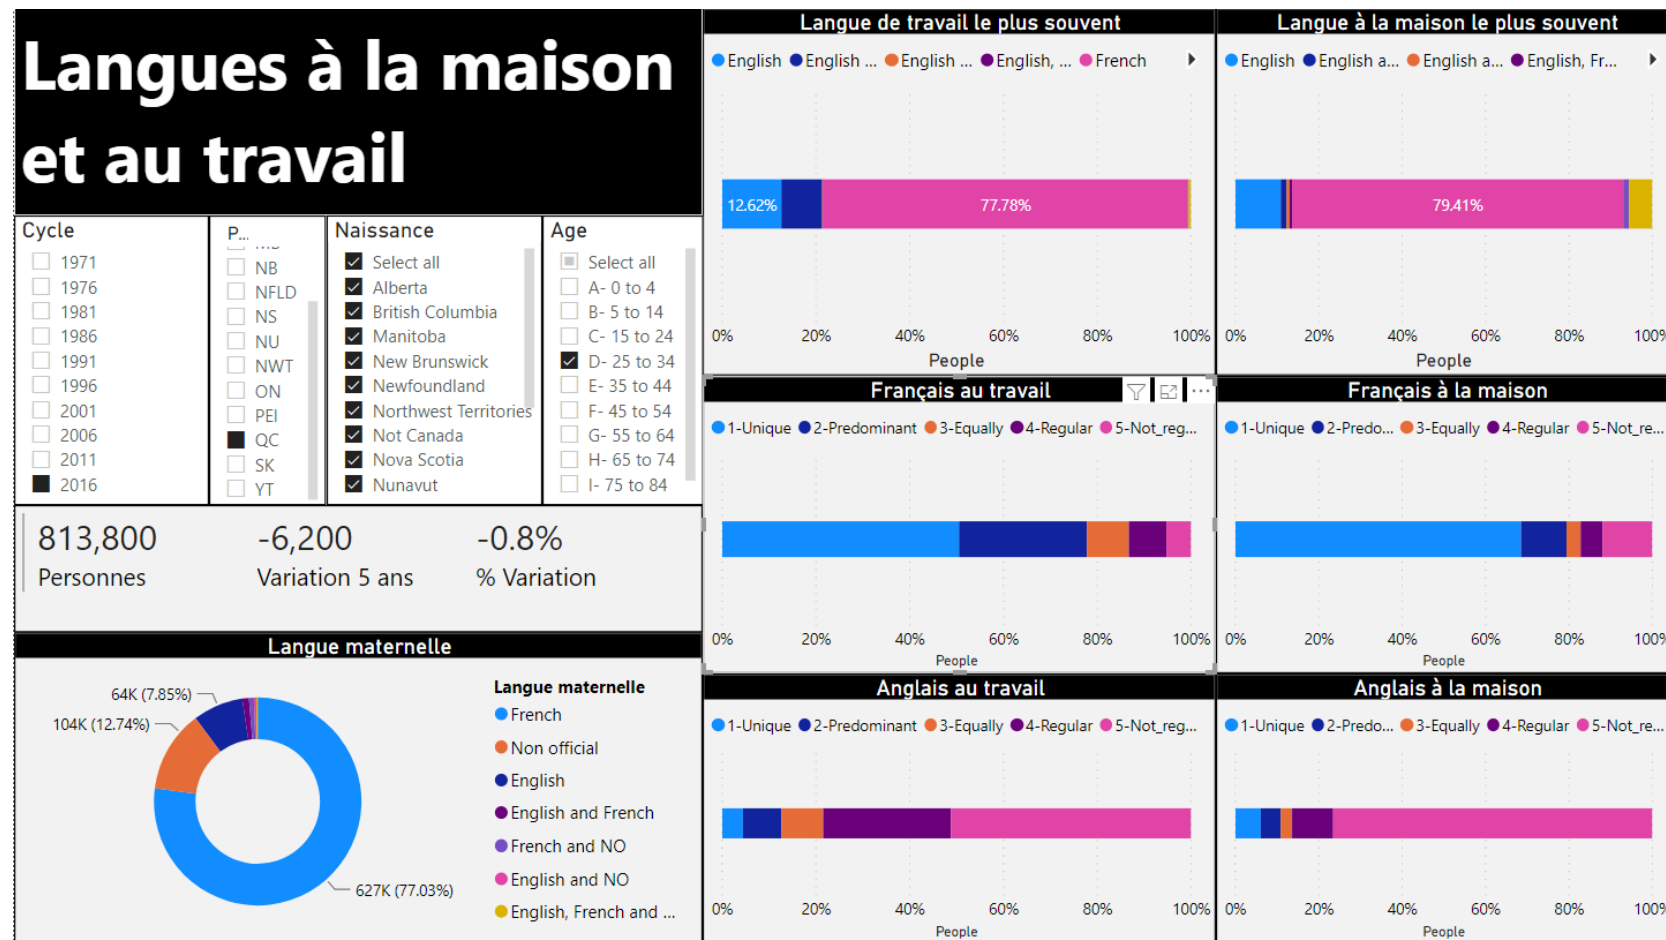 Langues à la maison
et au travail
Cycle
1971
1976
1981
1986
1991
1996
2001
2006
2011
2016
P...
NB
NFLD
NS
NU
NWT
ON
PEI
QC
SK
YT
Naissance
Select all
Alberta
British Columbia
Manitoba
New Brunswick
Newfoundland
Northwest Territories
Not Canada
Nova Scotia
Nunavut
Age
Select all
A- 0 to 4
B- 5 to 14
C- 15 to 24
D- 25 to 34
E- 35 to 44
F- 45 to 54
G- 55 to 64
H- 65 to 74
I- 75 to 84
813,800
Personnes
-6,200
Variation 5 ans
-0.8%
% Variation
Langue maternelle
64K (7.85%)
104K (12.74%)
627K (77.03%)
Langue maternelle
French
Non official
English
English and French
French and NO
English and NO
English, French and ...
Langue de travail le plus souvent
English English ... English ... English, ... French
12.62% 77.78%
0% 20% 40% 60% 80% 100%
People
Langue à la maison le plus souvent
English English a... English a... English, Fr...
79.41%
0% 20% 40% 60% 80% 100%
People
Français au travail
1-Unique 2-Predominant 3-Equally 4-Regular 5-Not_reg...
0% 20% 40% 60% 80% 100%
People
Français à la maison
1-Unique 2-Predo... 3-Equally 4-Regular 5-Not_re...
0% 20% 40% 60% 80% 100%
People
Anglais au travail
1-Unique 2-Predominant 3-Equally 4-Regular 5-Not_reg...
0% 20% 40% 60% 80% 100%
People
Anglais à la maison
1-Unique 2-Predo... 3-Equally 4-Regular 5-Not_re...
0% 20% 40% 60% 80% 100%
People